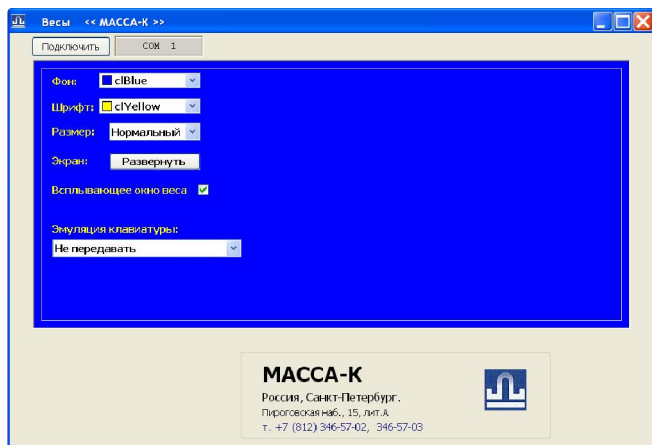 Весы << МАССА-К >>
Подключить COM 1
Фон: clBlue
Шрифт: clYellow
Размер: Нормальный
Экран: Развернуть
Всплывающее окно веса
Эмуляция клавиатуры:
Не передавать
МАССА-К
Россия, Санкт-Петербург.
Пироговская наб., 15, лит.А
т. +7 (812) 346-57-02, 346-57-03